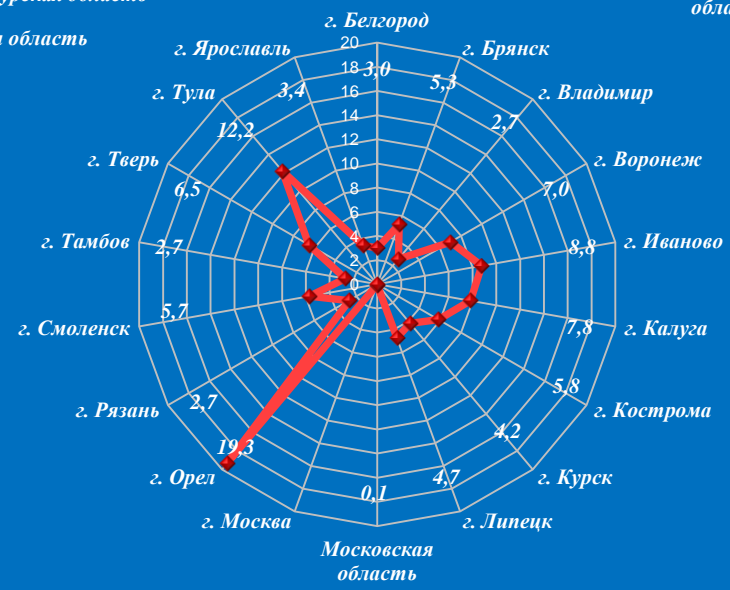 область
обла
область
г. Белгород
г. Ярославль
г. Брянск
г. Тула
г. Владимир
г. Тверь
г. Воронеж
г. Тамбов
г. Иваново
г. Смоленск
г. Калуга
г. Рязань
г. Кострома
г. Орел
г. Курск
г. Москва
г. Липецк
Московская
область
20
18
16
14
12
10
8
6
4
2
0
3,0
5,3
2,7
7,0
8,8
7,8
5,8
4,2
4,7
0,1
19,3
2,7
5,7
2,7
6,5
12,2
3,4